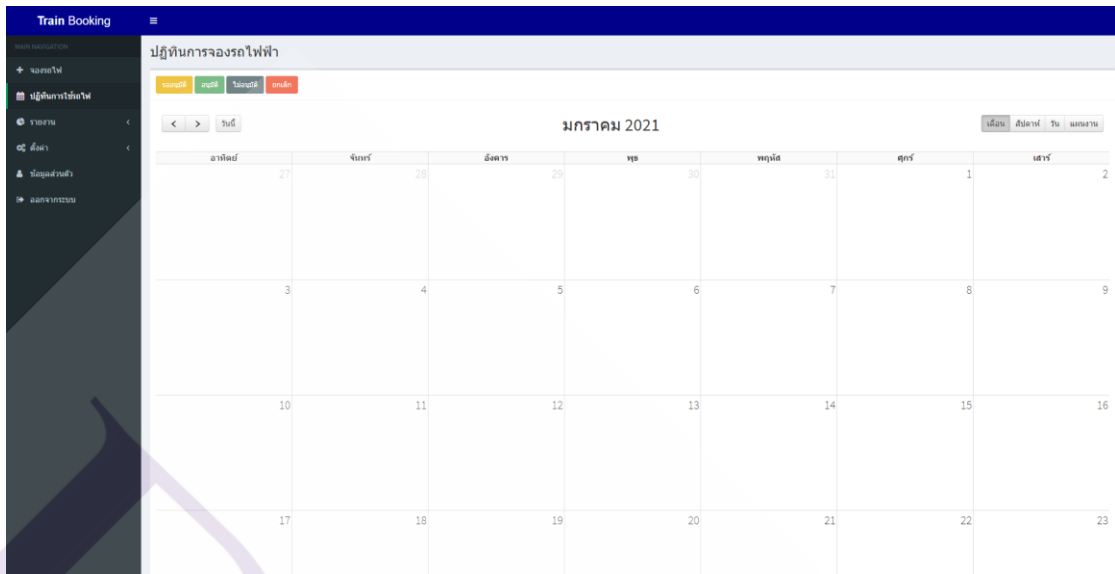 Train Booking
MAIN NAVIGATION
จองรถไฟ
ปฏิทินการใช้รถไฟ
รายงาน
ตั้งค่า
ข้อมูลส่วนตัว
ออกจากระบบ
ปฏิทินการจองรถไฟฟ้า
รออนุมัติ อนุมัติ ไม่อนุมัติ ยกเลิก
วันนี้ มกราคม 2021 เดือน สัปดาห์ วัน แผนงาน
อาทิตย์ จันทร์ อังคาร พุธ พฤหัส ศุกร์ เสาร์
27 28 29 30 31 1 2
3 4 5 6 7 8 9
10 11 12 13 14 15 16
17 18 19 20 21 22 23